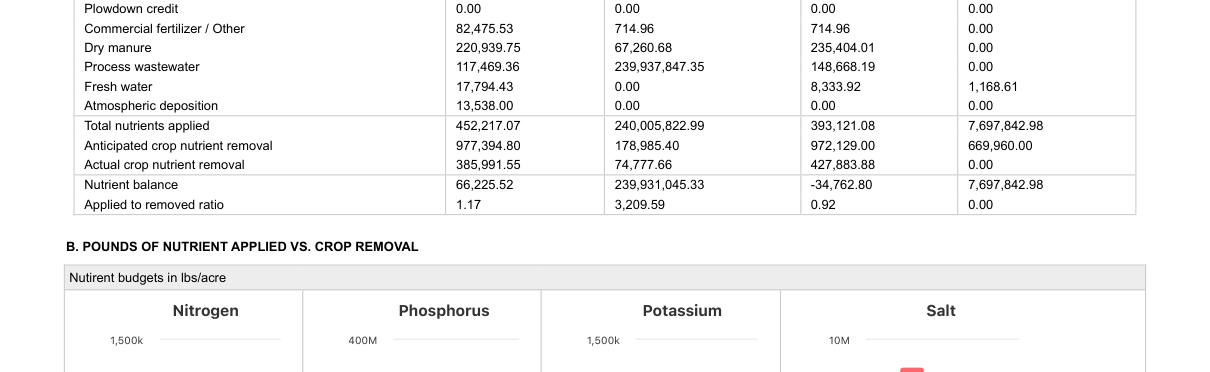 Plowdown credit 0.00 0.00 0.00 0.00
Commercial fertilizer / Other 82,475.53 714.96 714.96 0.00
Dry manure 220,939.75 67,260.68 235,404.01 0.00
Process wastewater 117,469.36 239,937,847.35 148,668.19 0.00
Fresh water 17,794.43 0.00 8,333.92 1,168.61
Atmospheric deposition 13,538.00 0.00 0.00 0.00
Total nutrients applied 452,217.07 240,005,822.99 393,121.08 7,697,842.98
Anticipated crop nutrient removal 977,394.80 178,985.40 972,129.00 669,960.00
Actual crop nutrient removal 385,991.55 74,777.66 427,883.88 0.00
Nutrient balance 66,225.52 239,931,045.33 -34,762.80 7,697,842.98
Applied to removed ratio 1.17 3,209.59 0.92 0.00
B. POUNDS OF NUTRIENT APPLIED VS. CROP REMOVAL
Nutirent budgets in lbs/acre
Nitrogen Phosphorus Potassium Salt
1,500k 400M 1,500k 10M